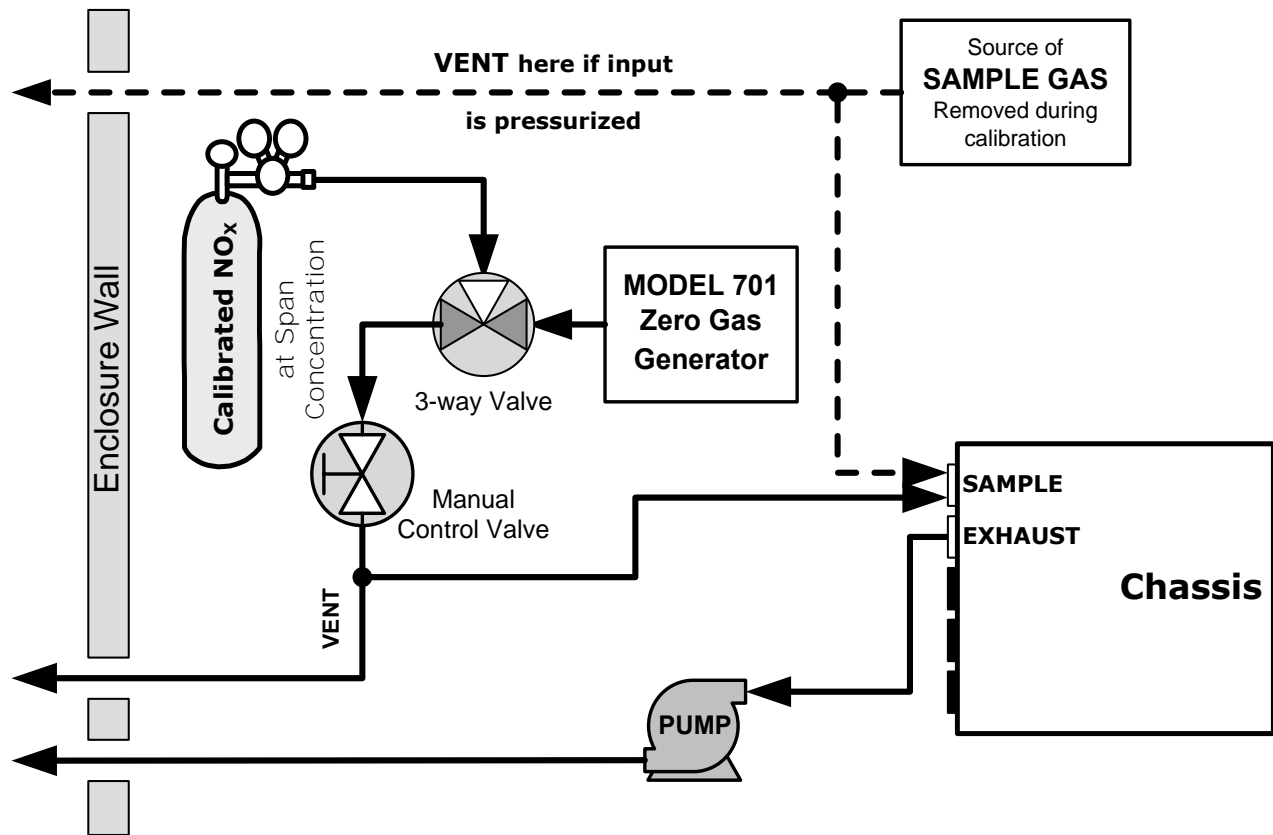 VENT here if input
is pressurized
Source of
SAMPLE GAS
Removed during
calibration
Enclosure Wall
Calibrated NOX
at Span
Concentration
MODEL 701
Zero Gas
Generator
3-way Valve
Manual
Control Valve
SAMPLE
EXHAUST
Chassis
VENT
PUMP